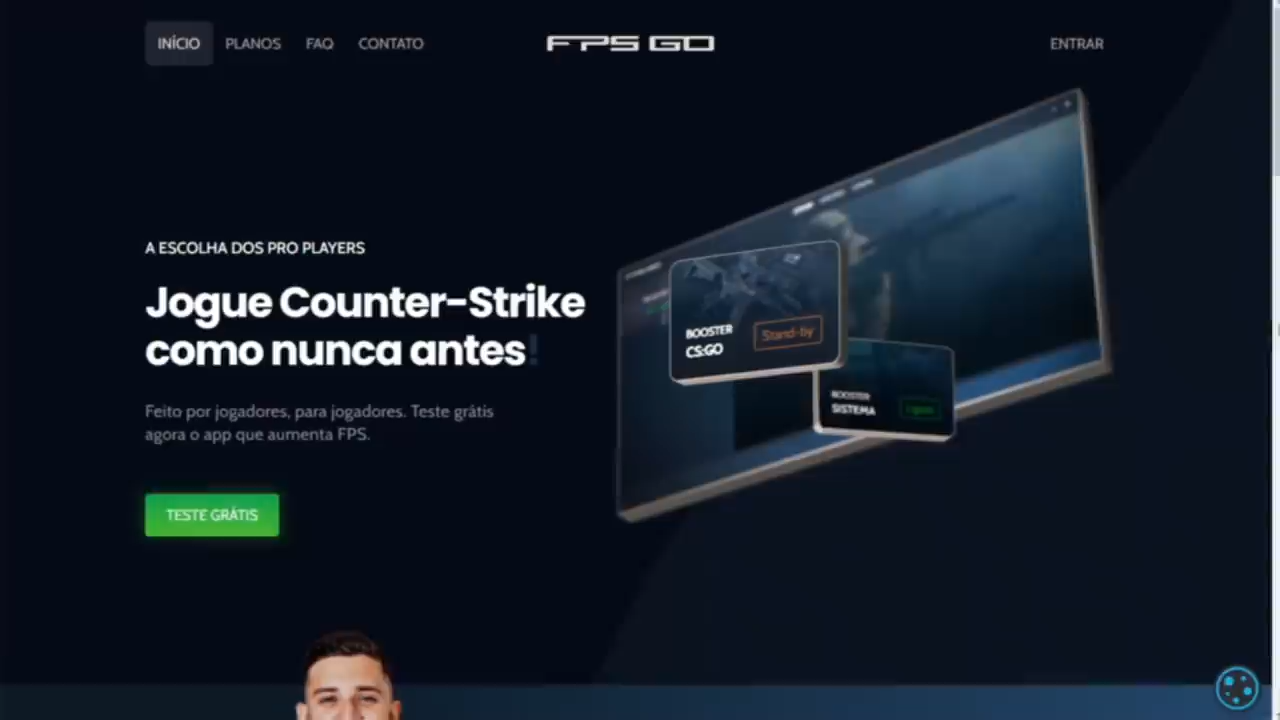 INÍCIO PLANOS FAQ CONTATO FPS GO ENTRAR
A ESCOLHA DOS PRO PLAYERS
Jogue Counter-Strike
como nunca antes!
Feito por jogadores, para jogadores. Teste grátis
agora o app que aumenta FPS.
TESTE GRÁTIS
BOOSTER
CS:GO
Stand-by
BOOSTER
SISTEMA